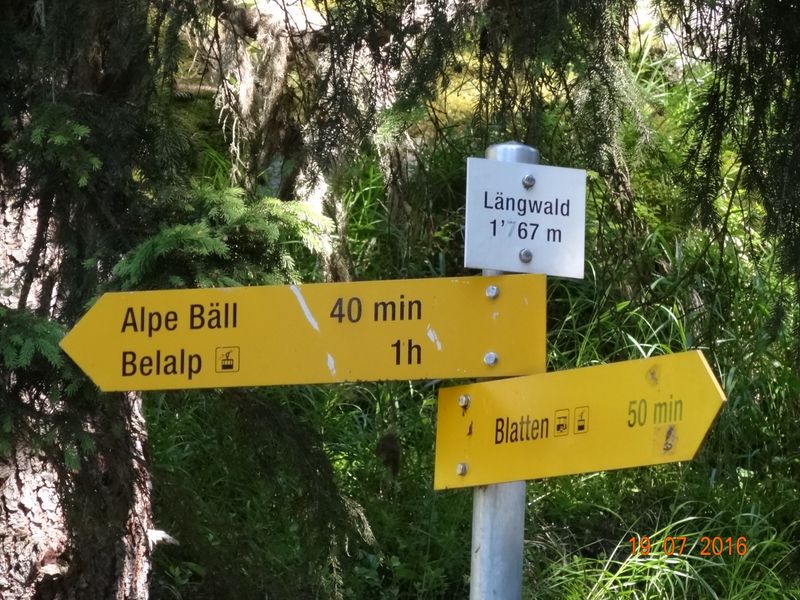 Längwald
1'767 m
Alpe Bäll 40 min
Belalp 1h
Blatten 50 min
19 07 2016